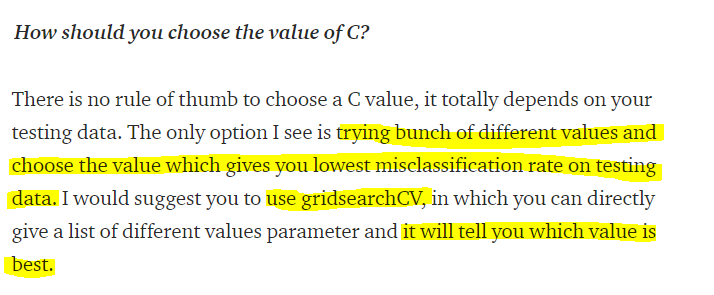 How should you choose the value of C?
There is no rule of thumb to choose a C value, it totally depends on your
testing data. The only option I see is trying bunch of different values and
choose the value which gives you lowest misclassification rate on testing
data. I would suggest you to use gridsearchCV, in which you can directly
give a list of different values parameter and it will tell you which value is
best.